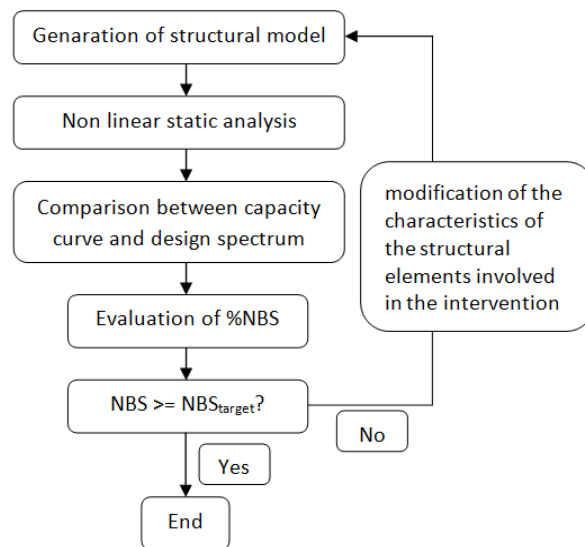 Genaration of structural model
Non linear static analysis
Comparison between capacity
curve and design spectrum
Evaluation of %NBS
NBS >= NBStarget?
No
Yes
End
modification of the
characteristics of
the structural
elements involved
in the intervention